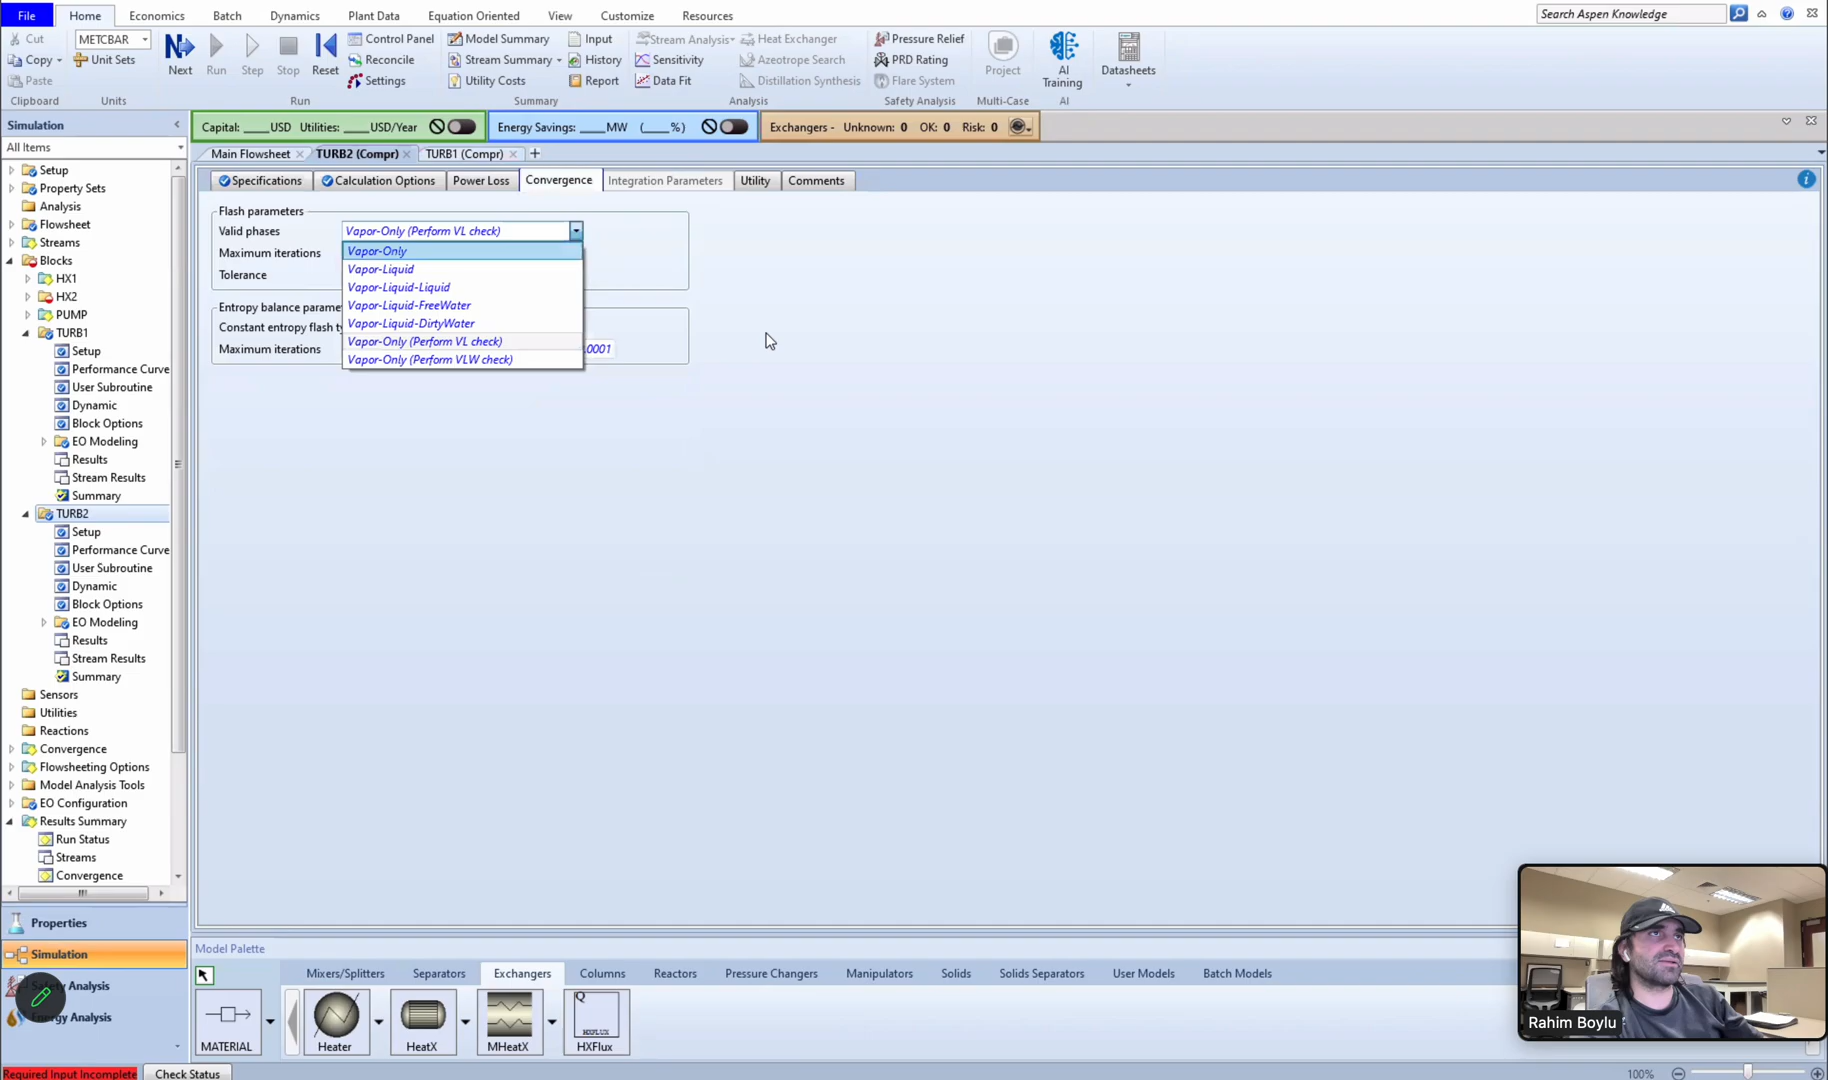 File Home Economics Batch Dynamics Plant Data Equation Oriented View Customize Resources Search Aspen Knowledge
Cut METCBAR Control Panel Model Summary Input Stream Analysis Heat Exchanger Pressure Relief
Copy Unit Sets Next Run Step Stop Reset Reconcile Stream Summary History Sensitivity Azeotrope Search PRD Rating Project AI Training Datasheets
Paste Settings Utility Costs Report Data Fit Distillation Synthesis Flare System
Clipboard Units Run Summary Analysis Safety Analysis Multi-Case AI
Simulation Capital: ____USD Utilities: ____USD/Year Energy Savings: ____MW (____%) Exchangers - Unknown: 0 OK: 0 Risk: 0
All Items
Main Flowsheet TURB2 (Compr) TURB1 (Compr) +
Specifications Calculation Options Power Loss Convergence Integration Parameters Utility Comments
Flash parameters
Valid phases Vapor-Only (Perform VL check)
Maximum iterations
Tolerance
Vapor-Only
Vapor-Liquid
Vapor-Liquid-Liquid
Vapor-Liquid-FreeWater
Vapor-Liquid-DirtyWater
Vapor-Only (Perform VL check)
Vapor-Only (Perform VLW check)
Entropy balance parame
Constant entropy flash ty
Maximum iterations .0001
Setup
Property Sets
Analysis
Flowsheet
Streams
Blocks
HX1
HX2
PUMP
TURB1
Setup
Performance Curve
User Subroutine
Dynamic
Block Options
EO Modeling
Results
Stream Results
Summary
TURB2
Setup
Performance Curve
User Subroutine
Dynamic
Block Options
EO Modeling
Results
Stream Results
Summary
Sensors
Utilities
Reactions
Convergence
Flowsheeting Options
Model Analysis Tools
EO Configuration
Results Summary
Run Status
Streams
Convergence
Properties
Simulation
Safety Analysis
Energy Analysis
Model Palette
Mixers/Splitters Separators Exchangers Columns Reactors Pressure Changers Manipulators Solids Solids Separators User Models Batch Models
Q
HXFLUX
MATERIAL Heater HeatX MHeatX HXFlux
Rahim Boylu
Required Input Incomplete Check Status 100%